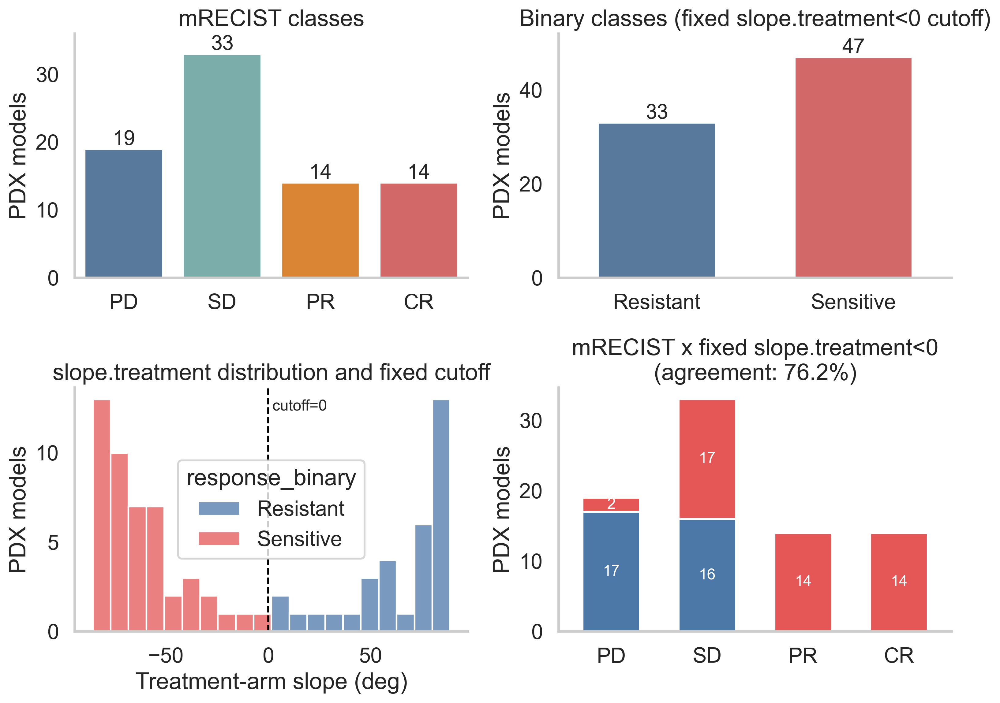 mRECIST classes
PDX models
30
20
10
0
19
33
14
14
PD
SD
PR
CR
Binary classes (fixed slope.treatment<0 cutoff)
PDX models
40
20
0
33
47
Resistant
Sensitive
slope.treatment distribution and fixed cutoff
PDX models
10
5
0
cutoff=0
response_binary
Resistant
Sensitive
−50
0
50
Treatment-arm slope (deg)
mRECIST x fixed slope.treatment<0
(agreement: 76.2%)
PDX models
30
20
10
0
2
17
17
16
14
14
PD
SD
PR
CR